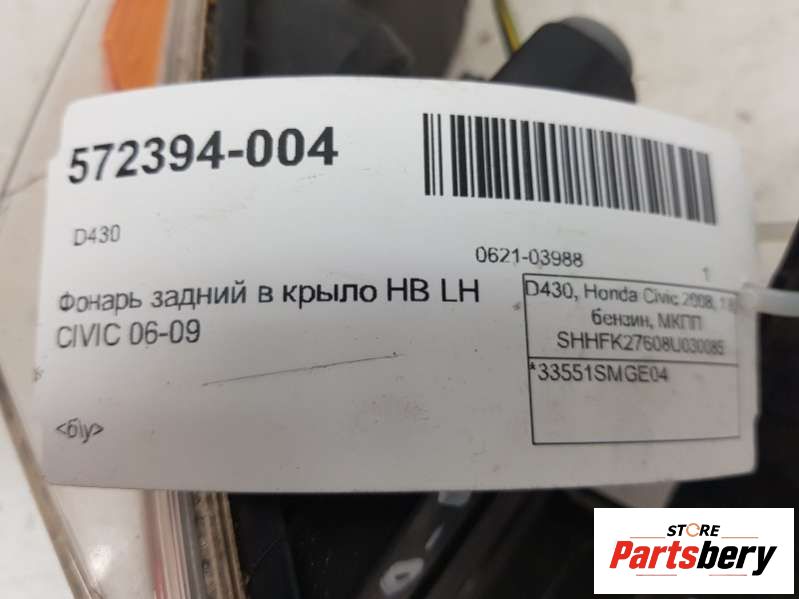 572394-004
D430
0621-03988
1
Фонарь задний в крыло HB LH
CIVIC 06-09
D430, Honda Civic 2008, 1.8
бензин, МКПП
SHHFK27608U030085
*33551SMGE04
<б\у>
STORE
Partsbery